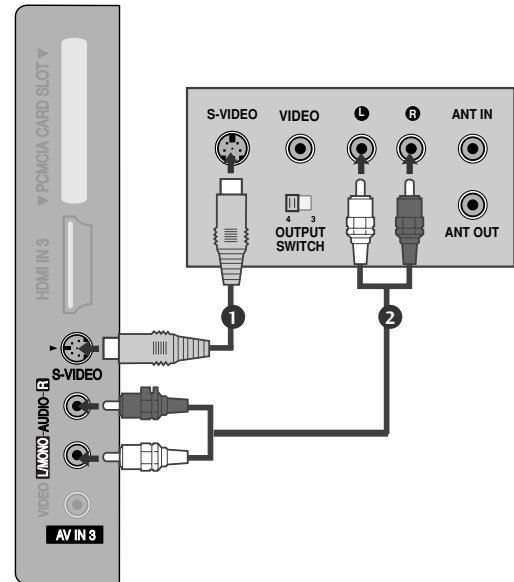 ▼ PCMCIA CARD SLOT ▼
HDMI IN 3
S-VIDEO
VIDEO L/MONO-AUDIO-R
AV IN 3
S-VIDEO VIDEO L R ANT IN
4 3
OUTPUT
SWITCH
ANT OUT
1
2